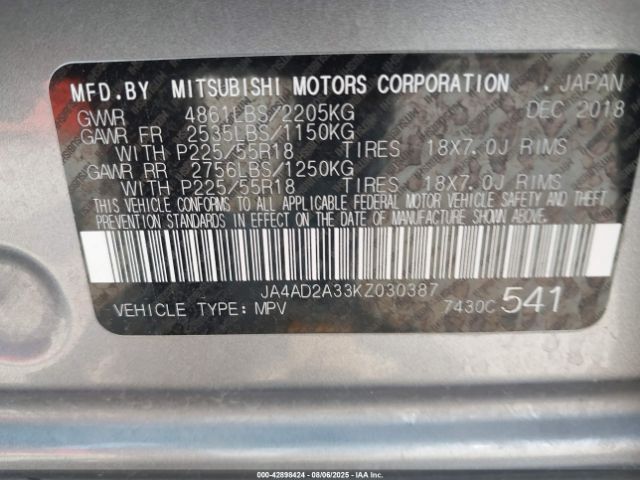 MFD.BY MITSUBISHI MOTORS CORPORATION . JAPAN
GVWR 4861LBS/2205KG DEC 2018
GAWR FR 2535LBS/1150KG
WITH P225/55R18 TIRES 18X7.0J RIMS
GAWR RR 2756LBS/1250KG
WITH P225/55R18 TIRES 18X7.0J RIMS
THIS VEHICLE CONFORMS TO ALL APPLICABLE FEDERAL MOTOR VEHICLE SAFETY AND THEFT
PREVENTION STANDARDS IN EFFECT ON THE DATE OF MANUFACTURE SHOWN ABOVE.
JA4AD2A33KZ030387
VEHICLE TYPE: MPV 7430C 541
000-42898424 - 08/06/2025 - IAA Inc.